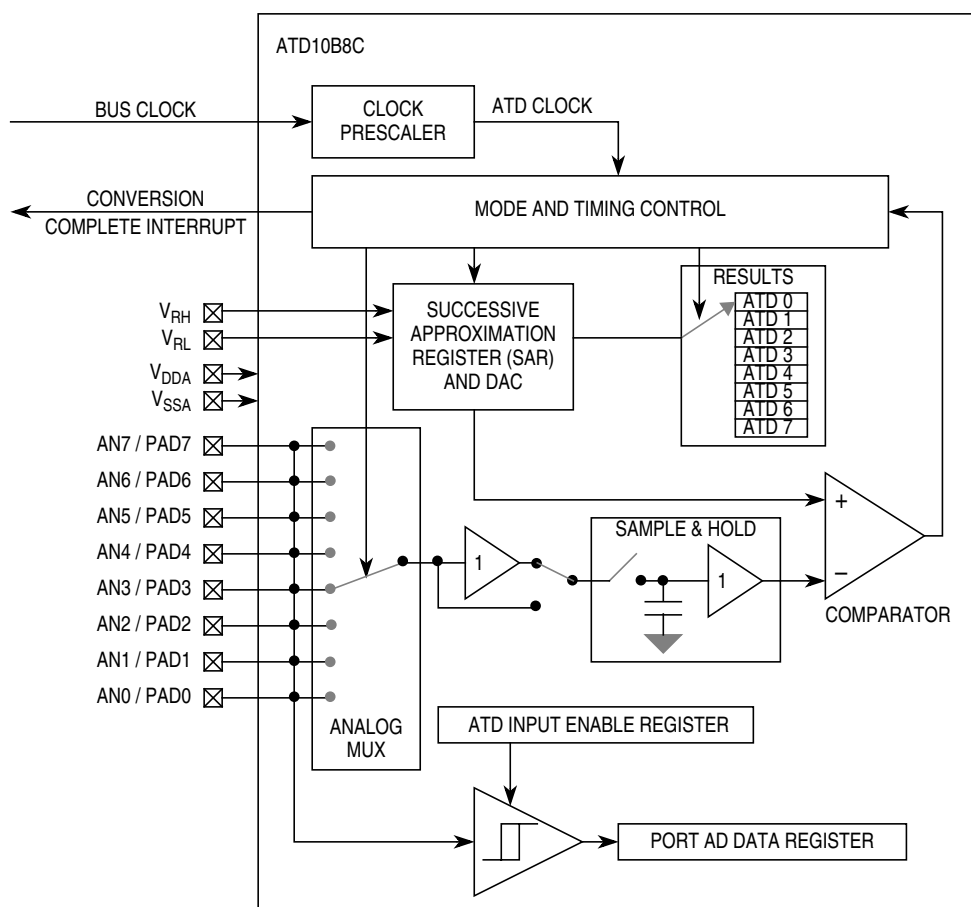 ATD10B8C
BUS CLOCK
CLOCK
PRESCALER
ATD CLOCK
CONVERSION
COMPLETE INTERRUPT
MODE AND TIMING CONTROL
VRH
VRL
VDDA
VSSA
SUCCESSIVE
APPROXIMATION
REGISTER (SAR)
AND DAC
RESULTS
ATD 0
ATD 1
ATD 2
ATD 3
ATD 4
ATD 5
ATD 6
ATD 7
AN7 / PAD7
AN6 / PAD6
AN5 / PAD5
AN4 / PAD4
AN3 / PAD3
AN2 / PAD2
AN1 / PAD1
AN0 / PAD0
ANALOG
MUX
1
SAMPLE & HOLD
1
+
−
COMPARATOR
ATD INPUT ENABLE REGISTER
PORT AD DATA REGISTER